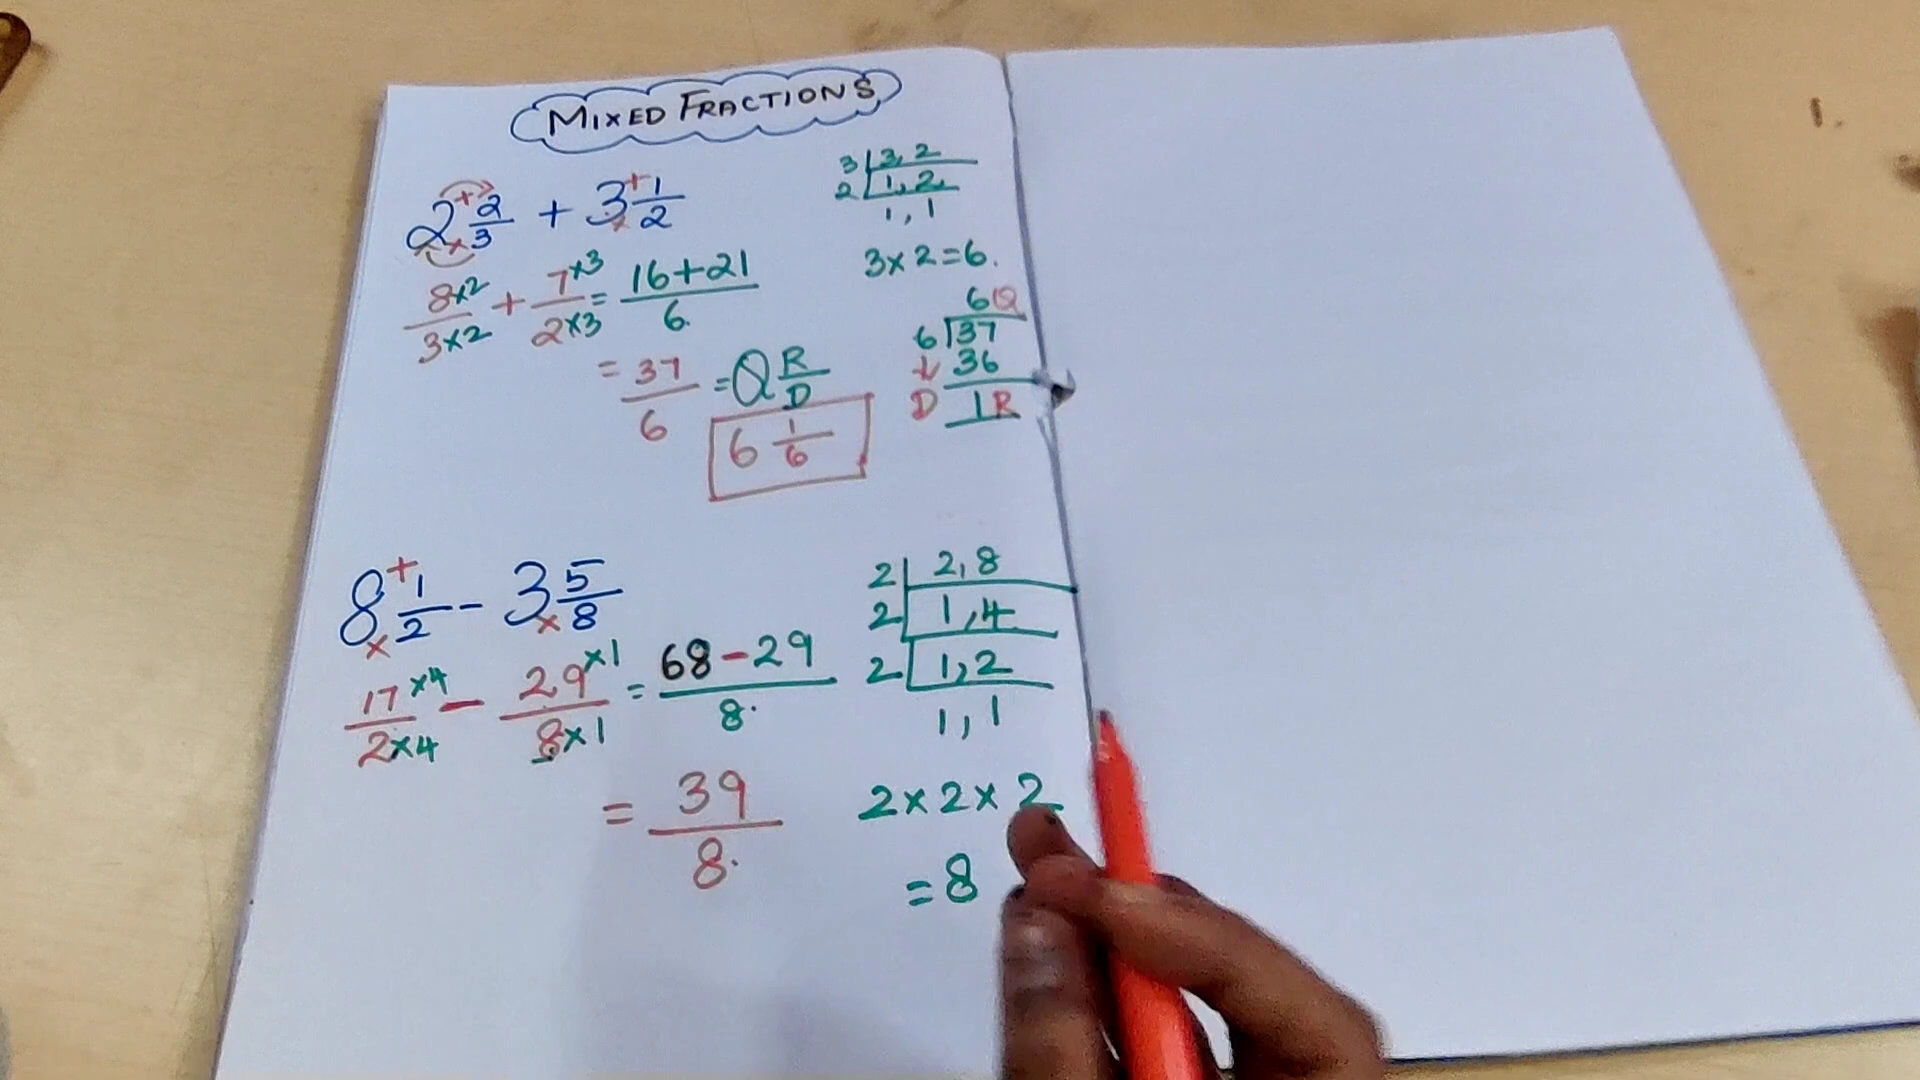 MIXED FRACTIONS
2 + 2/3 + 3 + 1/2
×
×
8×2/3×2 + 7×3/2×3 = 16+21/6.
= 37/6 = Q R/D
6 1/6
3 | 3, 2
2 | 1, 2,
1, 1
3 × 2 = 6.
6 Q
6 | 37
↓ 36
D 1 R
8 + 1/2 - 3 5/8
×
×
17×4/2×4 - 29×1/8×1 = 68-29/8.
= 39/8.
2 | 2, 8
2 | 1, 4
2 | 1, 2
1, 1
2 × 2 × 2
= 8